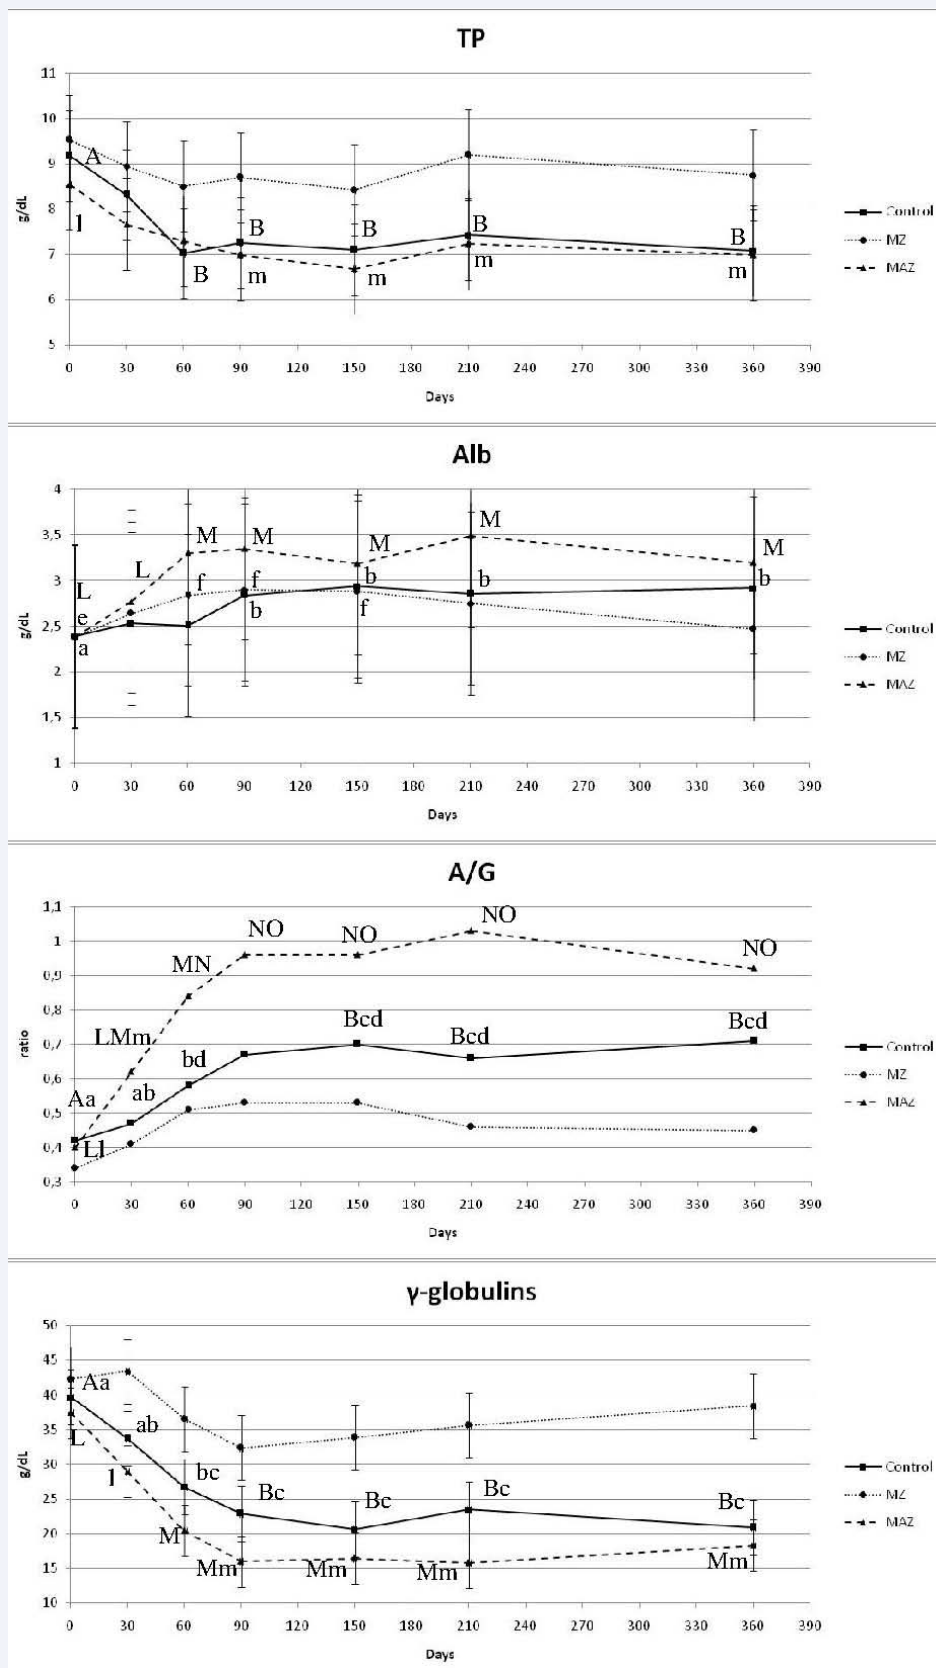 TP
11
10
9
8
7
6
5
g/dL
A
l
B
B
m
B
m
B
m
B
m
0 30 60 90 120 150 180 210 240 270 300 330 360 390
Days
Control
MZ
MAZ
Alb
4
3,5
3
2,5
2
1,5
1
g/dL
L
e
a
L
M
f
M
f
b
M
b
f
M
b
M
b
0 30 60 90 120 150 180 210 240 270 300 330 360 390
Days
Control
MZ
MAZ
A/G
1,1
1
0,9
0,8
0,7
0,6
0,5
0,4
0,3
ratio
Aa
Ll
LMm
ab
MN
bd
NO
NO
Bcd
NO
Bcd
NO
Bcd
0 30 60 90 120 150 180 210 240 270 300 330 360 390
Days
Control
MZ
MAZ
γ-globulins
50
45
40
35
30
25
20
15
10
g/dL
Aa
L
ab
l
bc
M
Bc
Mm
Bc
Mm
Bc
Mm
Bc
Mm
0 30 60 90 120 150 180 210 240 270 300 330 360 390
Days
Control
MZ
MAZ